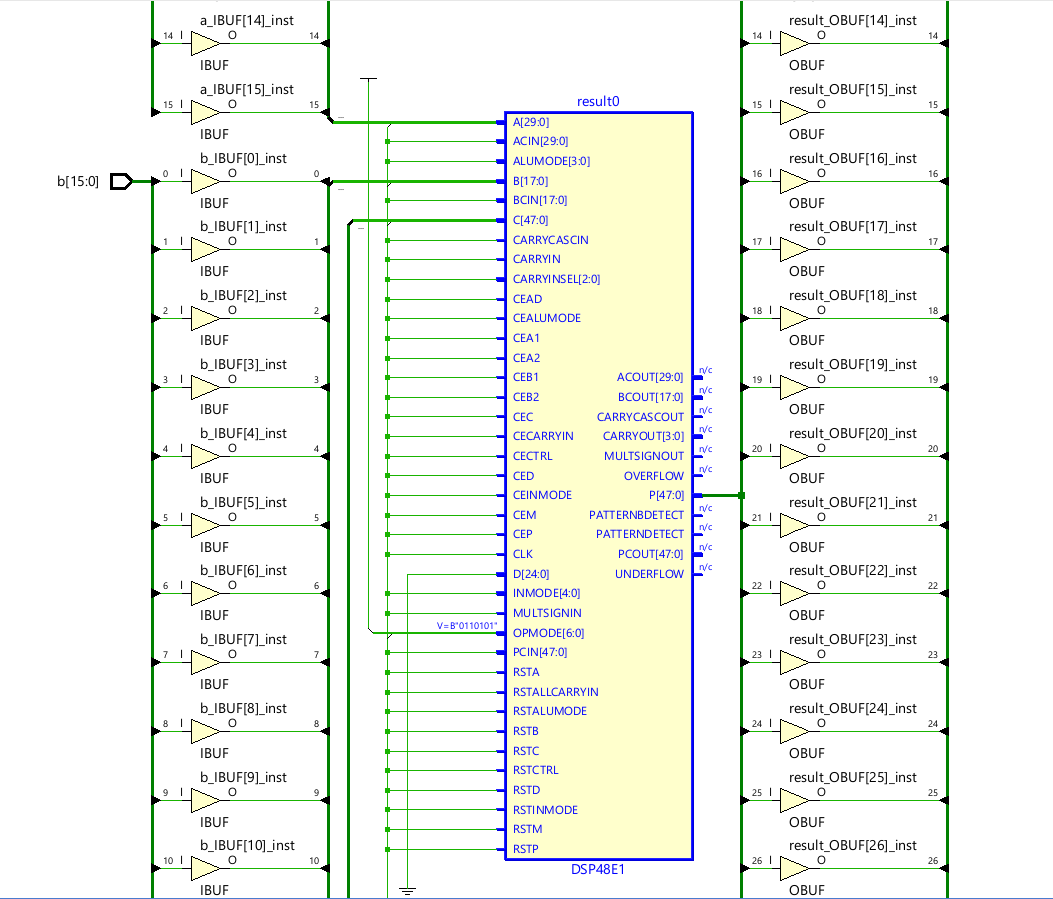 a_IBUF[14]_inst
14 I O 14
IBUF
a_IBUF[15]_inst
15 I O 15
IBUF
b[15:0]
b_IBUF[0]_inst
0 I O 0
IBUF
b_IBUF[1]_inst
1 I O 1
IBUF
b_IBUF[2]_inst
2 I O 2
IBUF
b_IBUF[3]_inst
3 I O 3
IBUF
b_IBUF[4]_inst
4 I O 4
IBUF
b_IBUF[5]_inst
5 I O 5
IBUF
b_IBUF[6]_inst
6 I O 6
IBUF
b_IBUF[7]_inst
7 I O 7
IBUF
b_IBUF[8]_inst
8 I O 8
IBUF
b_IBUF[9]_inst
9 I O 9
IBUF
b_IBUF[10]_inst
10 I O 10
IBUF
result0
A[29:0]
ACIN[29:0]
ALUMODE[3:0]
B[17:0]
BCIN[17:0]
C[47:0]
CARRYCASCIN
CARRYIN
CARRYINSEL[2:0]
CEAD
CEALUMODE
CEA1
CEA2
CEB1
CEB2
CEC
CECARRYIN
CECTRL
CED
CEINMODE
CEM
CEP
CLK
D[24:0]
INMODE[4:0]
MULTSIGNIN
V=B"0110101" OPMODE[6:0]
PCIN[47:0]
RSTA
RSTALLCARRYIN
RSTALUMODE
RSTB
RSTC
RSTCTRL
RSTD
RSTINMODE
RSTM
RSTP
ACOUT[29:0] n/c
BCOUT[17:0] n/c
CARRYCASCOUT n/c
CARRYOUT[3:0] n/c
MULTSIGNOUT n/c
OVERFLOW n/c
P[47:0]
PATTERNBDETECT n/c
PATTERNDETECT n/c
PCOUT[47:0] n/c
UNDERFLOW n/c
DSP48E1
result_OBUF[14]_inst
14 I O 14
OBUF
result_OBUF[15]_inst
15 I O 15
OBUF
result_OBUF[16]_inst
16 I O 16
OBUF
result_OBUF[17]_inst
17 I O 17
OBUF
result_OBUF[18]_inst
18 I O 18
OBUF
result_OBUF[19]_inst
19 I O 19
OBUF
result_OBUF[20]_inst
20 I O 20
OBUF
result_OBUF[21]_inst
21 I O 21
OBUF
result_OBUF[22]_inst
22 I O 22
OBUF
result_OBUF[23]_inst
23 I O 23
OBUF
result_OBUF[24]_inst
24 I O 24
OBUF
result_OBUF[25]_inst
25 I O 25
OBUF
result_OBUF[26]_inst
26 I O 26
OBUF